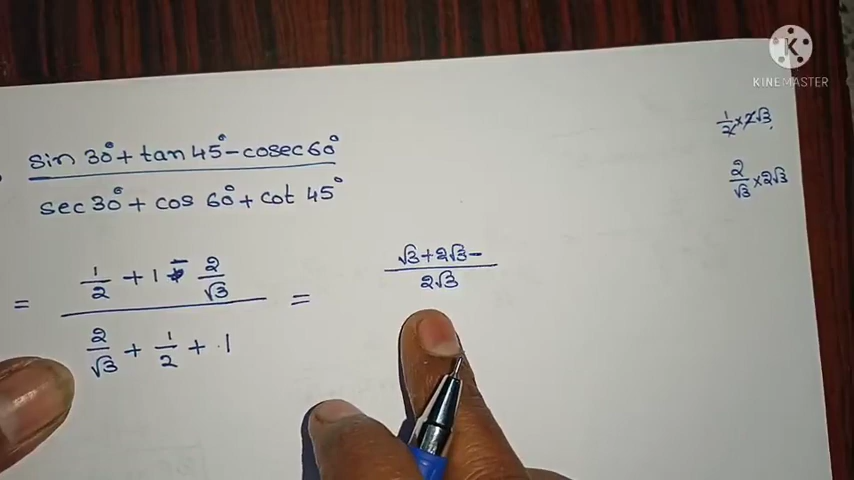 K
KINEMASTER
sin 30° + tan 45° - cosec 60°
sec 30° + cos 60° + cot 45°
= 1/2 + 1 - 2/√3
2/√3 + 1/2 + 1
= √3 + 2√3 -
2√3
1/2 × 2√3
2/√3 × 2√3